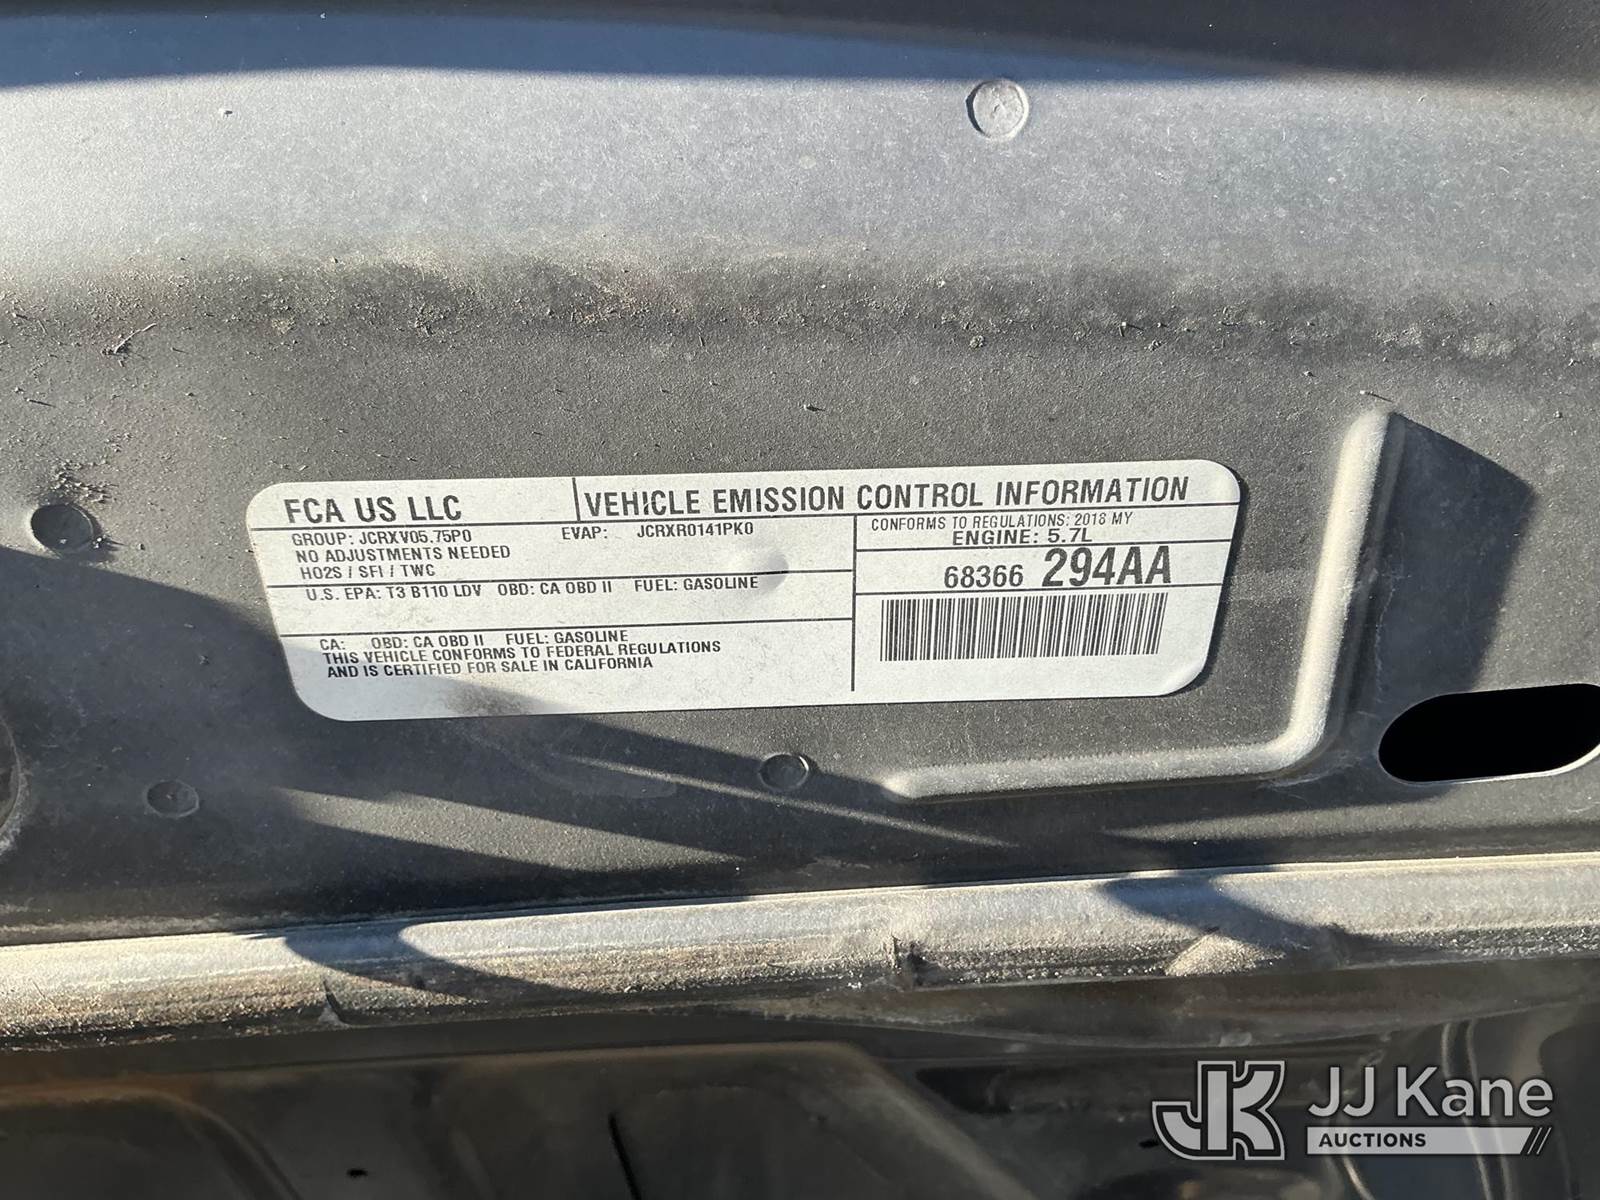 FCA US LLC
VEHICLE EMISSION CONTROL INFORMATION
GROUP: JCRXV05.75P0 EVAP: JCRXR0141PK0
NO ADJUSTMENTS NEEDED
HO2S / SFI / TWC
U.S. EPA: T3 B110 LDV OBD: CA OBD II FUEL: GASOLINE
CA: OBD: CA OBD II FUEL: GASOLINE
THIS VEHICLE CONFORMS TO FEDERAL REGULATIONS
AND IS CERTIFIED FOR SALE IN CALIFORNIA
CONFORMS TO REGULATIONS: 2018 MY
ENGINE: 5.7L
68366 294AA
JK JJ Kane
AUCTIONS